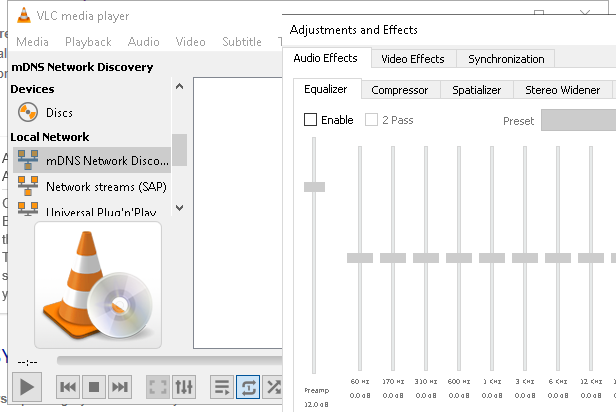 VLC media player
Media Playback Audio Video Subtitle
mDNS Network Discovery
Devices
Discs
Local Network
mDNS Network Disco...
Network streams (SAP)
Universal Plug'n'Play
--:--
Adjustments and Effects
Audio Effects Video Effects Synchronization
Equalizer Compressor Spatializer Stereo Widener
Enable 2 Pass Preset
60 Hz 170 Hz 310 Hz 600 Hz 1 KHz 3 KHz 6 KHz 12 KHz
Preamp 0.0 dB 0.0 dB 0.0 dB 0.0 dB 0.0 dB 0.0 dB 0.0 dB 0.0 dB
12.0 dB